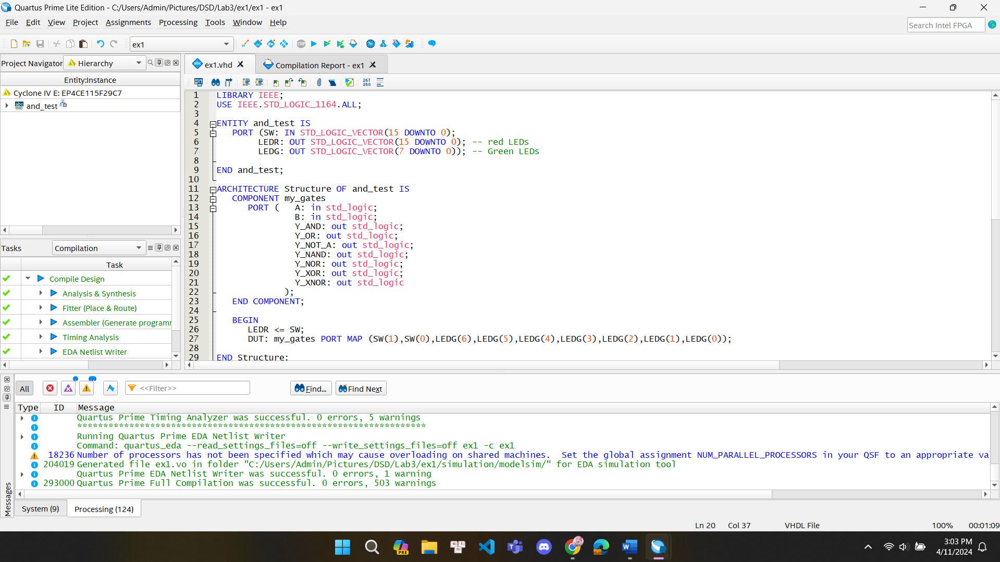 Quartus Prime Lite Edition - C:/Users/Admin/Pictures/DSD/Lab3/ex1/ex1 - ex1
File Edit View Project Assignments Processing Tools Window Help
Search Intel FPGA
ex1
Project Navigator Hierarchy
ex1.vhd
Compilation Report - ex1
Entity:Instance
Cyclone IV E: EP4CE115F29C7
and_test
267
268
1 LIBRARY IEEE;
2 USE IEEE.STD_LOGIC_1164.ALL;
3
4 ENTITY and_test IS
5 PORT (SW: IN STD_LOGIC_VECTOR(15 DOWNTO 0);
6 LEDR: OUT STD_LOGIC_VECTOR(15 DOWNTO 0); -- red LEDs
7 LEDG: OUT STD_LOGIC_VECTOR(7 DOWNTO 0)); -- Green LEDs
8
9 END and_test;
10
11 ARCHITECTURE Structure OF and_test IS
12 COMPONENT my_gates
13 PORT ( A: in std_logic;
14 B: in std_logic;
15 Y_AND: out std_logic;
16 Y_OR: out std_logic;
17 Y_NOT_A: out std_logic;
18 Y_NAND: out std_logic;
19 Y_NOR: out std_logic;
20 Y_XOR: out std_logic;
21 Y_XNOR: out std_logic
22 );
23 END COMPONENT;
24
25 BEGIN
26 LEDR <= SW;
27 DUT: my_gates PORT MAP (SW(1),SW(0),LEDG(6),LEDG(5),LEDG(4),LEDG(3),LEDG(2),LEDG(1),LEDG(0));
28
29 END Structure;
Tasks Compilation
Task
Compile Design
Analysis & Synthesis
Fitter (Place & Route)
Assembler (Generate programm
Timing Analysis
EDA Netlist Writer
All
<<Filter>>
Find...
Find Next
Type ID Message
Quartus Prime Timing Analyzer was successful. 0 errors, 5 warnings
*******************************************************************
Running Quartus Prime EDA Netlist Writer
Command: quartus_eda --read_settings_files=off --write_settings_files=off ex1 -c ex1
18236 Number of processors has not been specified which may cause overloading on shared machines.  Set the global assignment NUM_PARALLEL_PROCESSORS in your QSF to an appropriate va
204019 Generated file ex1.vo in folder "C:/Users/Admin/Pictures/DSD/Lab3/ex1/simulation/modelsim/" for EDA simulation tool
Quartus Prime EDA Netlist Writer was successful. 0 errors, 1 warning
293000 Quartus Prime Full Compilation was successful. 0 errors, 503 warnings
Messages
System (9)
Processing (124)
Ln 20 Col 37 VHDL File 100% 00:01:09
3:03 PM
4/11/2024